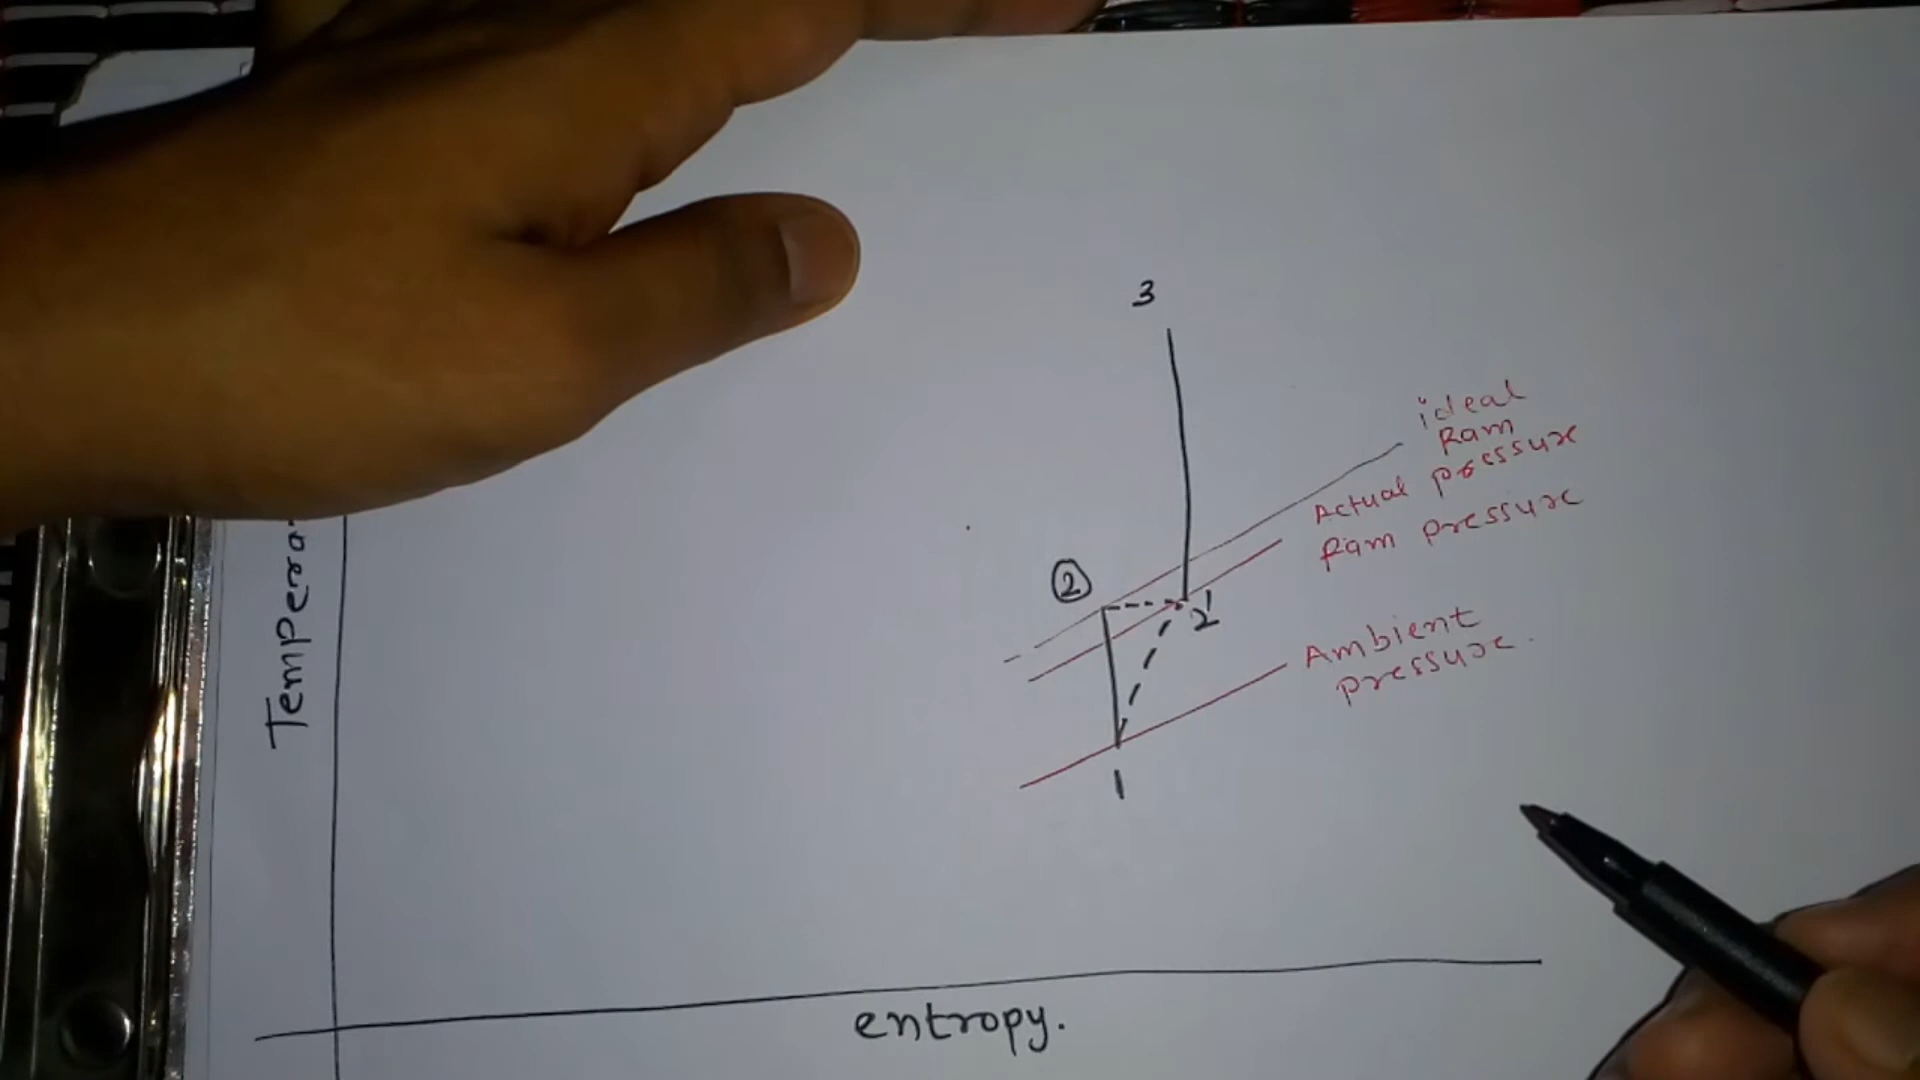 3
ideal
Ram
pressure
Actual
Ram pressure
2
2'
Ambient
pressure.
1
Tempera
entropy.